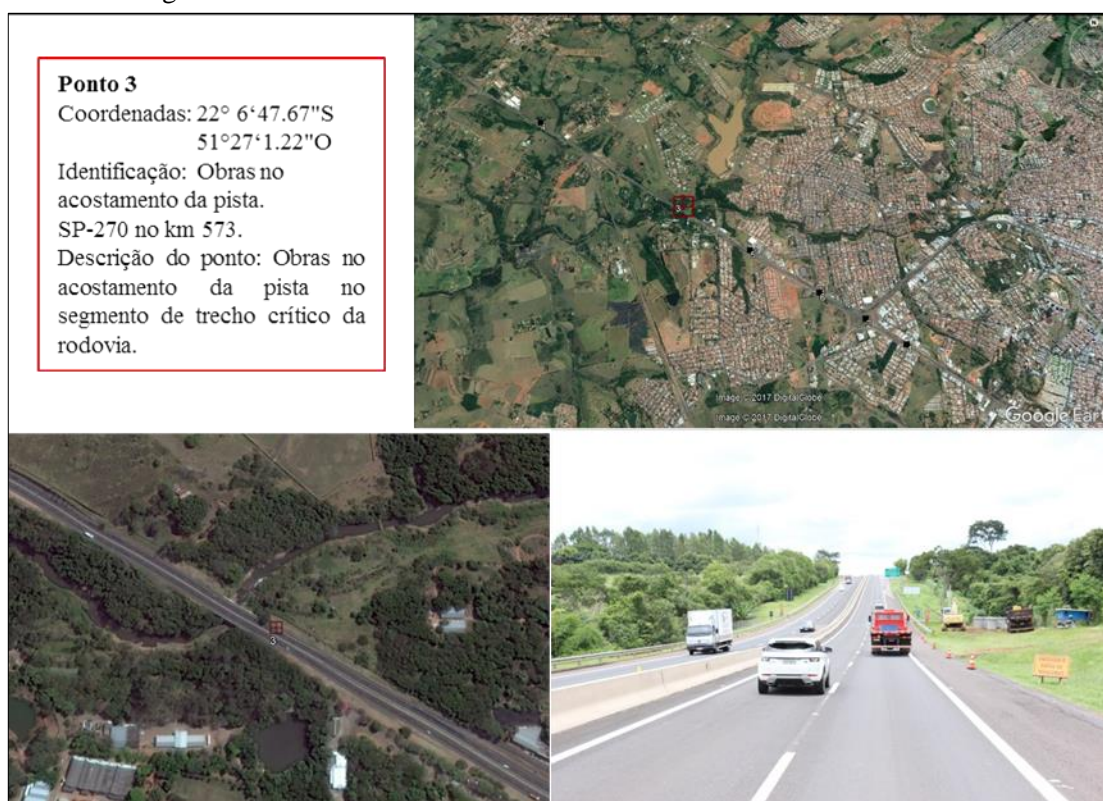 Ponto 3
Coordenadas: 22° 6‘47.67"S
51°27‘1.22"O
Identificação: Obras no
acostamento da pista.
SP-270 no km 573.
Descrição do ponto: Obras no
acostamento da pista no
segmento de trecho crítico da
rodovia.
3
Image © 2017 DigitalGlobe
Image © 2017 DigitalGlobe
Google Eart
3